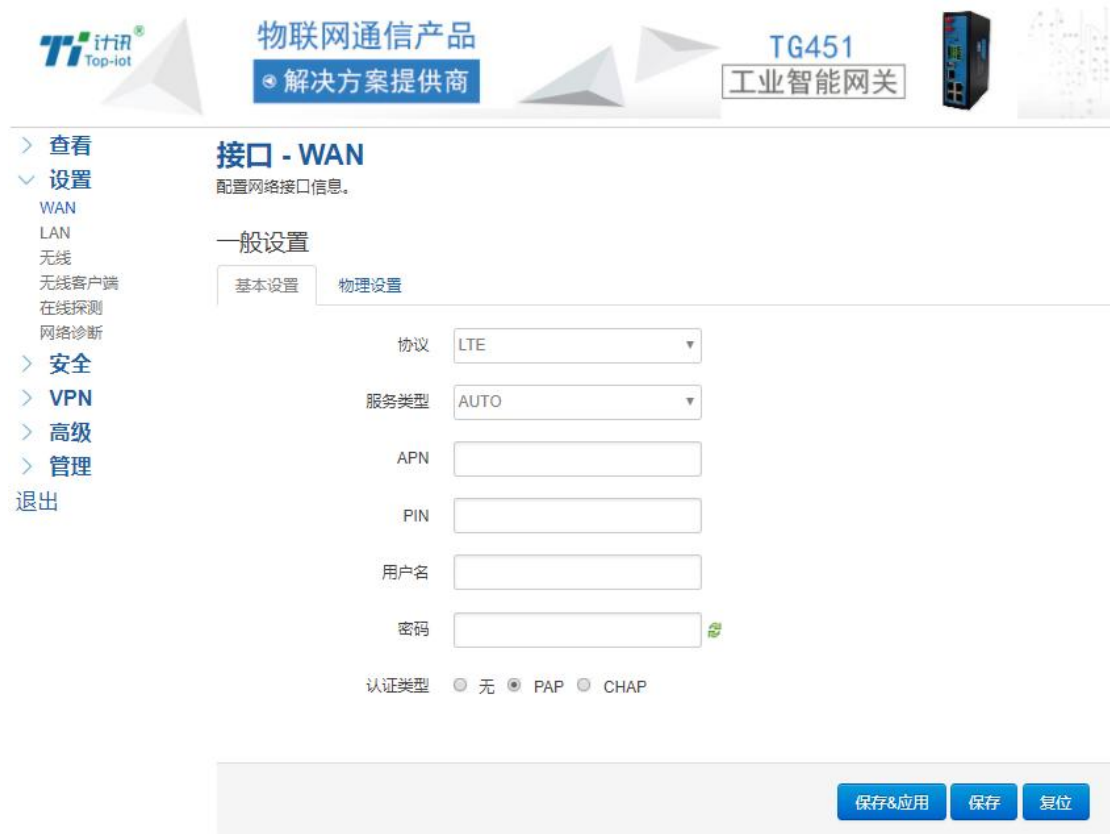 计讯®
Top-iot
物联网通信产品
解决方案提供商
TG451
工业智能网关
查看
设置
WAN
LAN
无线
无线客户端
在线探测
网络诊断
安全
VPN
高级
管理
退出
接口 - WAN
配置网络接口信息。
一般设置
基本设置 物理设置
协议 LTE
服务类型 AUTO
APN
PIN
用户名
密码
认证类型 无 PAP CHAP
保存&应用 保存 复位